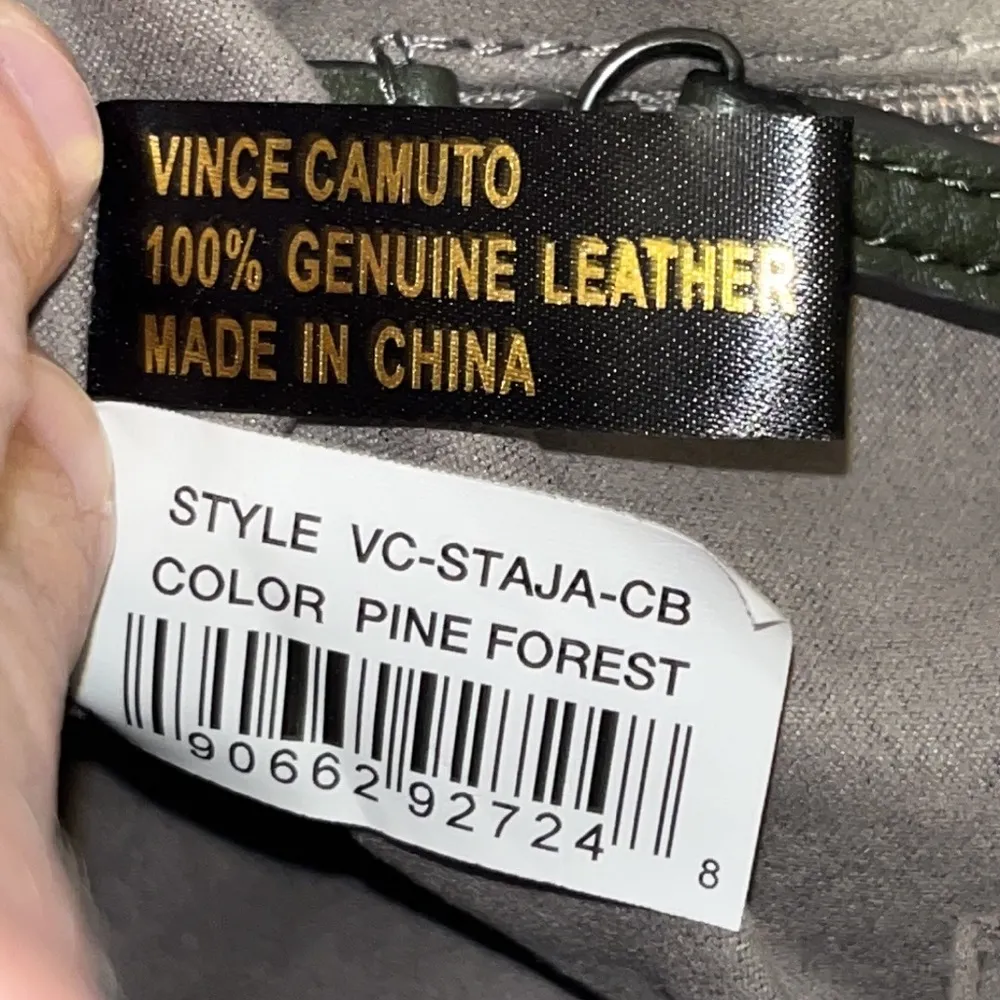 VINCE CAMUTO
100% GENUINE LEATHER
MADE IN CHINA
STYLE VC-STAJA-CB
COLOR PINE FOREST
90662 92724 8